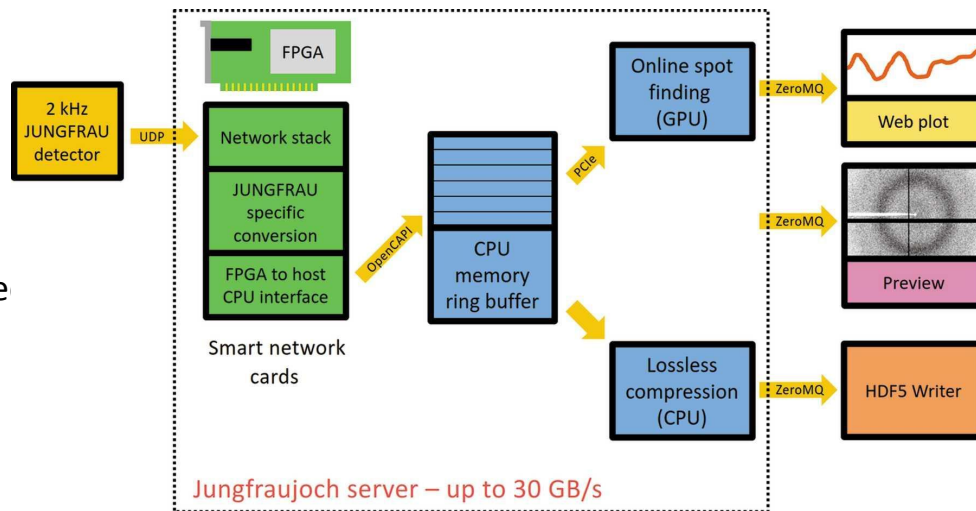 FPGA
2 kHz
JUNGFRAU
detector
UDP
Network stack
JUNGFRAU
specific
conversion
FPGA to host
CPU interface
Smart network
cards
OpenCAPI
CPU
memory
ring buffer
PCIe
Online spot
finding
(GPU)
Lossless
compression
(CPU)
ZeroMQ
Web plot
ZeroMQ
Preview
ZeroMQ
HDF5 Writer
Jungfraujoch server – up to 30 GB/s